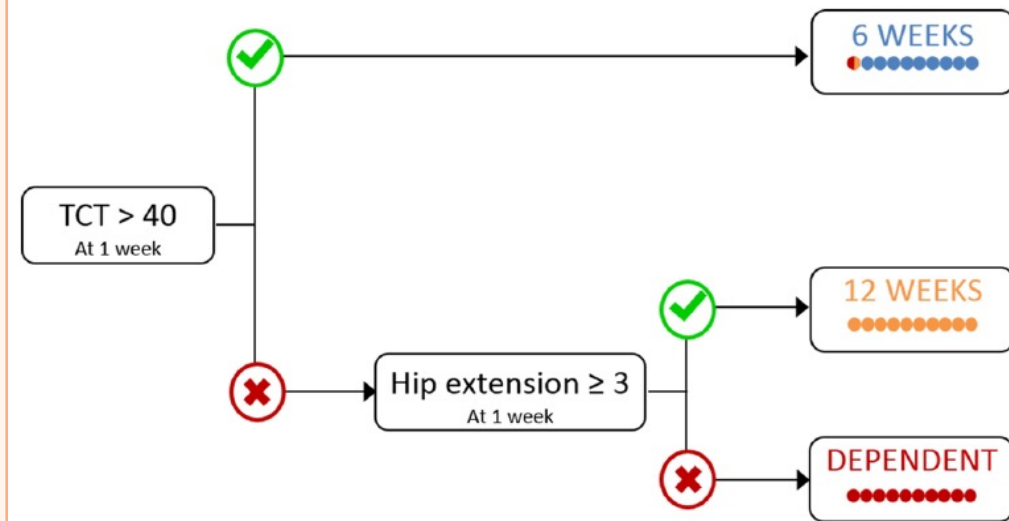 6 WEEKS
TCT > 40
At 1 week
12 WEEKS
Hip extension ≥ 3
At 1 week
DEPENDENT